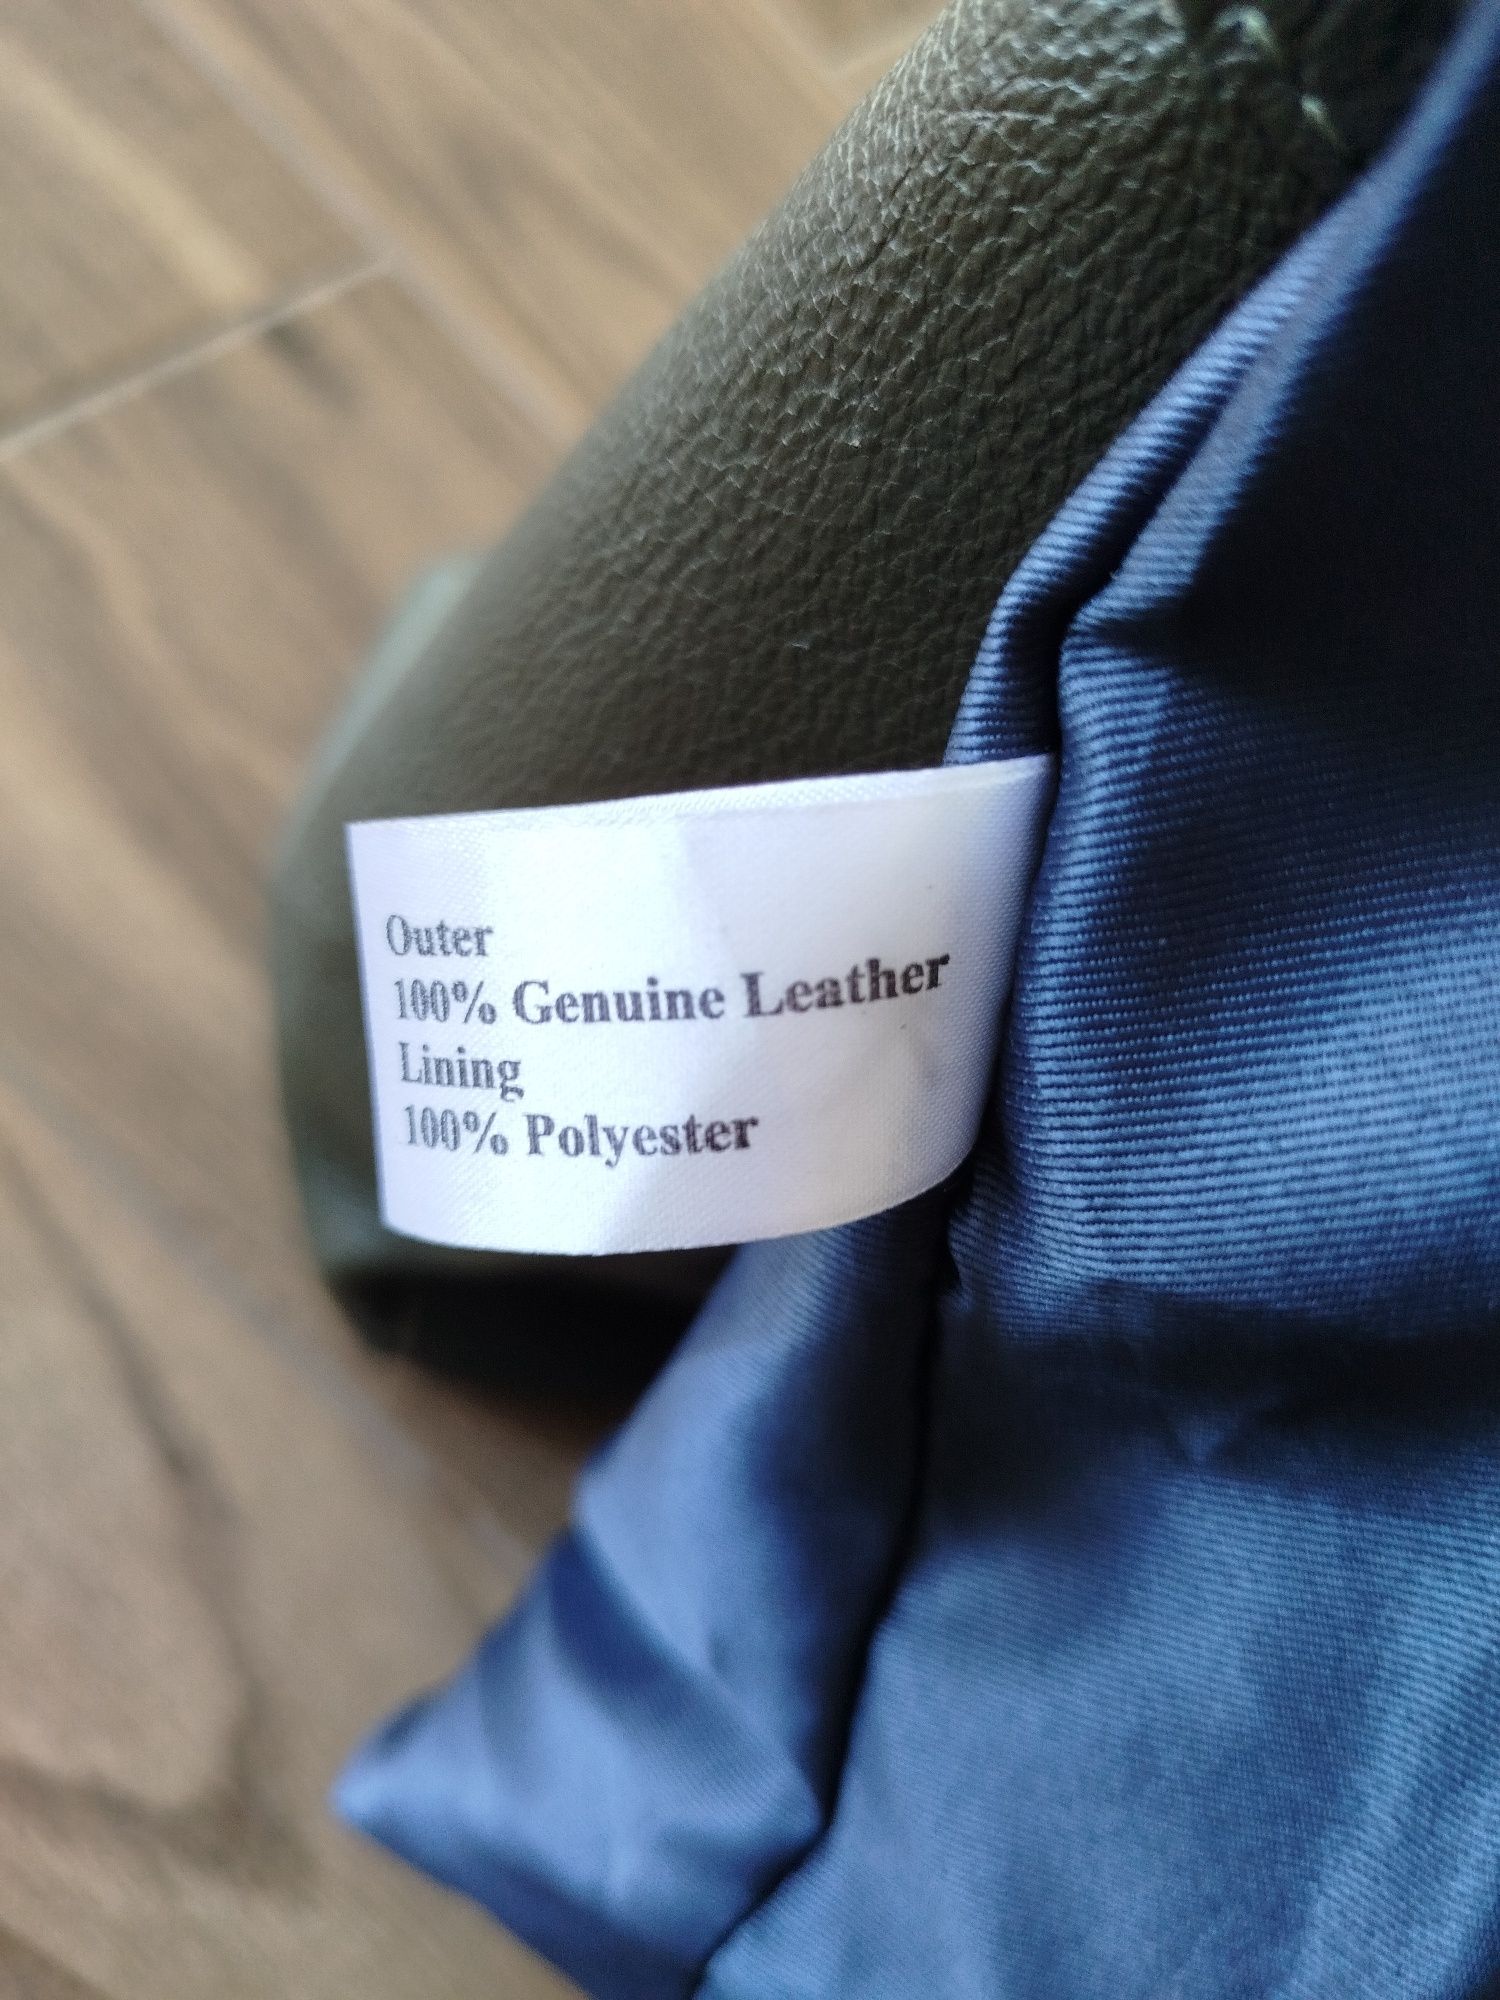 Outer
100% Genuine Leather
Lining
100% Polyester